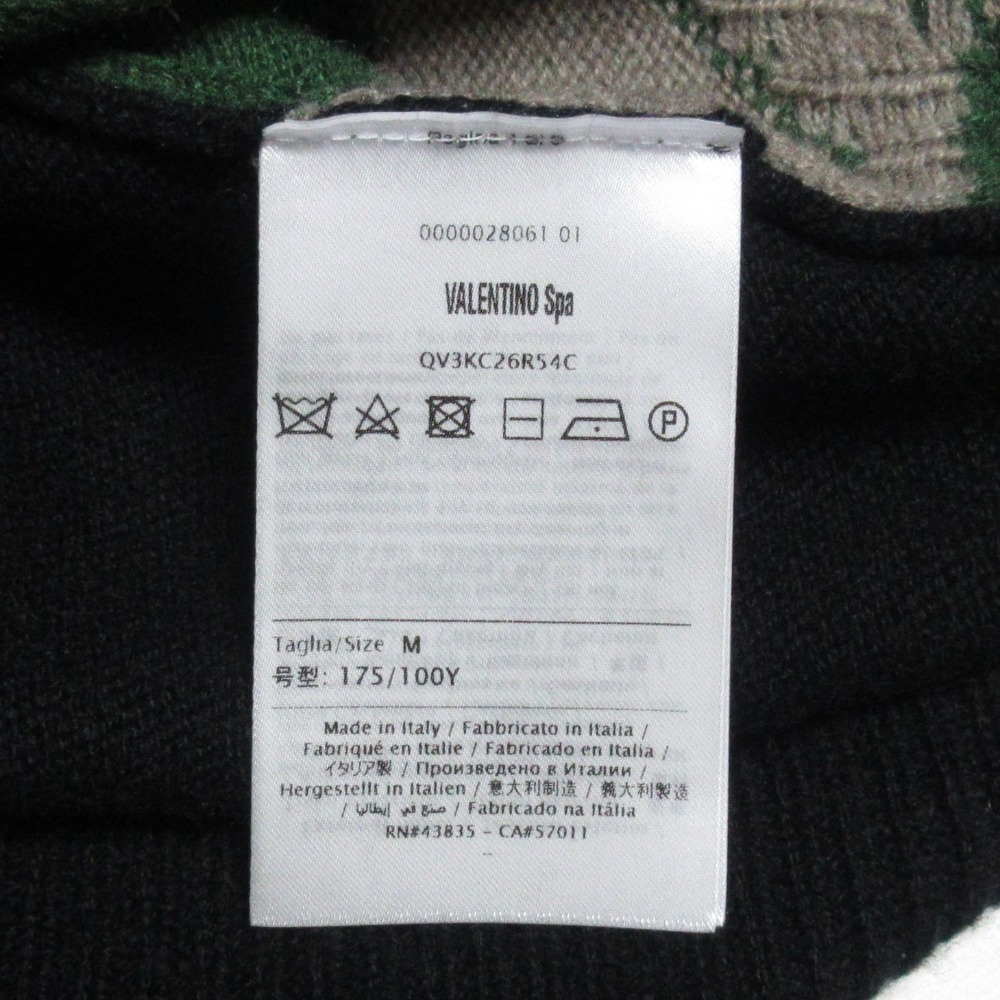 0000028061 01
VALENTINO Spa
QV3KC26R54C
P
Taglia/Size M
号型: 175/100Y
Made in Italy / Fabbricato in Italia /
Fabriqué en Italie / Fabricado en Italia /
イタリア製 / Произведено в Италии /
Hergestellt in Italien / 意大利制造 / 義大利製造
/ صنع في إيطاليا / Fabricado na Itália
RN#43835 - CA#57011